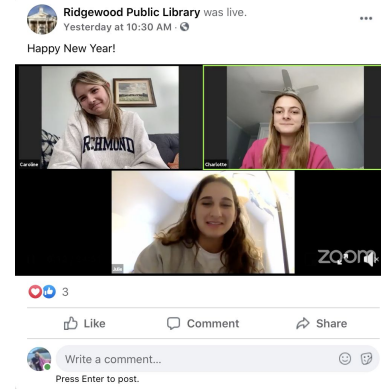 Ridgewood Public Library was live.
Yesterday at 10:30 AM ·
Happy New Year!
RICHMOND
Caroline
Charlotte
Julia
zoom
3
Like
Comment
Share
Write a comment...
Press Enter to post.